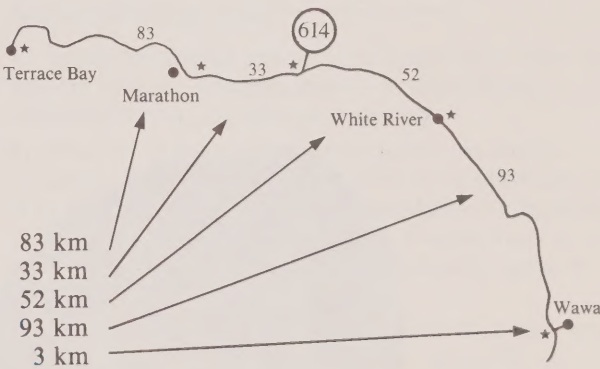 614
83
Terrace Bay
33
52
Marathon
White River
93
83 km
33 km
52 km
93 km
Wawa
3 km